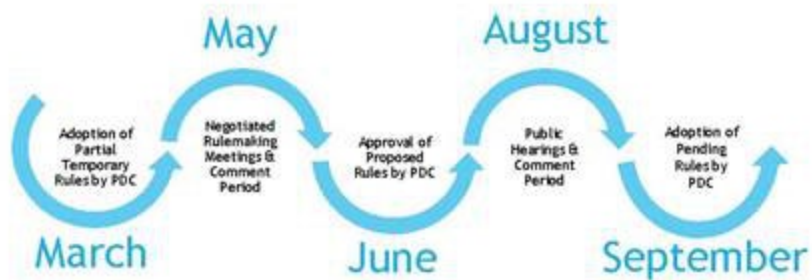 May
August
Adoption of
Partial
Temporary
Rules by PDC
Negotiated
Rulemaking
Meetings &
Comment
Period
Approval of
Proposed
Rules by PDC
Public
Hearings &
Comment
Period
Adoption of
Pending
Rules by
PDC
March
June
September